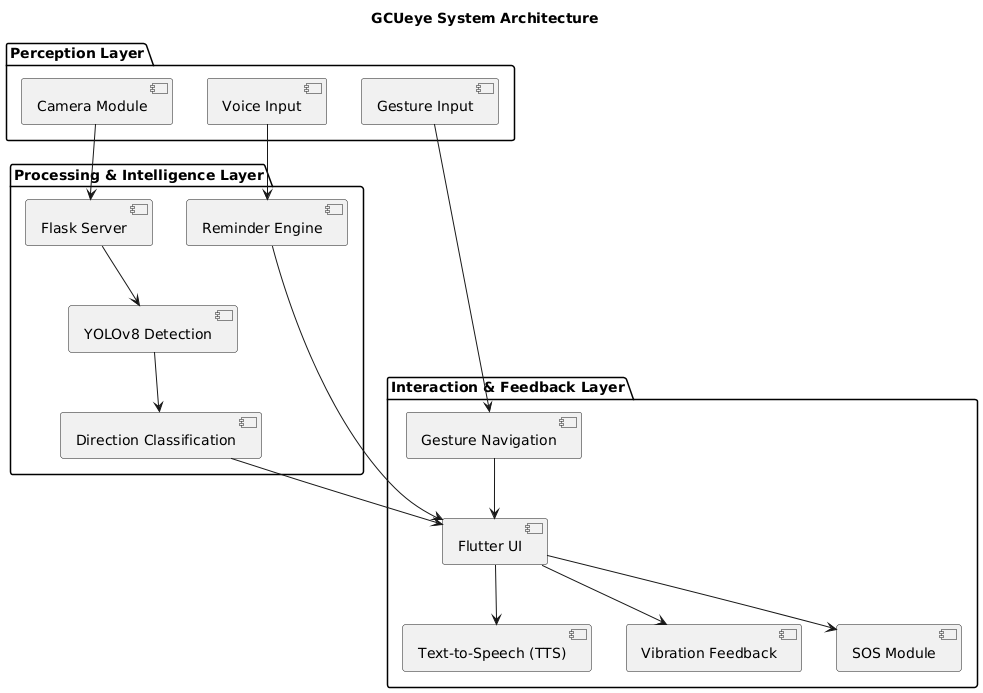 GCUeye System Architecture
Perception Layer
Camera Module
Voice Input
Gesture Input
Processing & Intelligence Layer
Flask Server
Reminder Engine
YOLOv8 Detection
Direction Classification
Interaction & Feedback Layer
Gesture Navigation
Flutter UI
Text-to-Speech (TTS)
Vibration Feedback
SOS Module